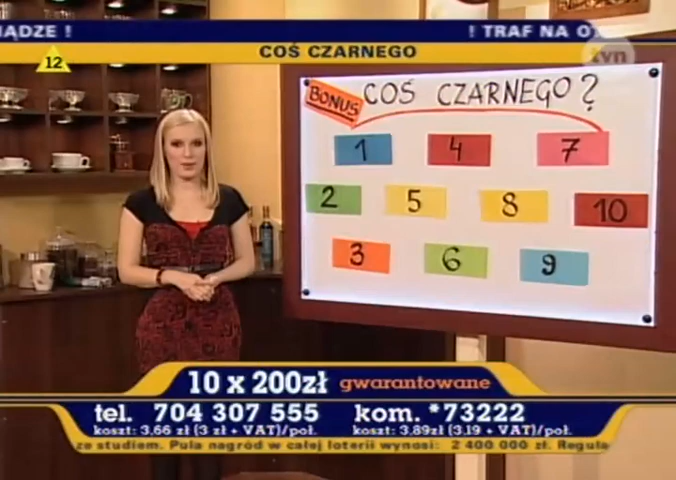 IĄDZE ! ! TRAF NA O
12
COŚ CZARNEGO
tvn
BONUS COŚ CZARNEGO?
1 4 7
2 5 8 10
3 6 9
10 x 200zł gwarantowane
tel. 704 307 555 kom. *73222
koszt: 3,66 zł (3 zł + VAT)/poł. koszt: 3,89zł (3,19 + VAT)/poł.
ze studiem. Pula nagród w całej loterii wynosi: 2 400 000 zł. Regula